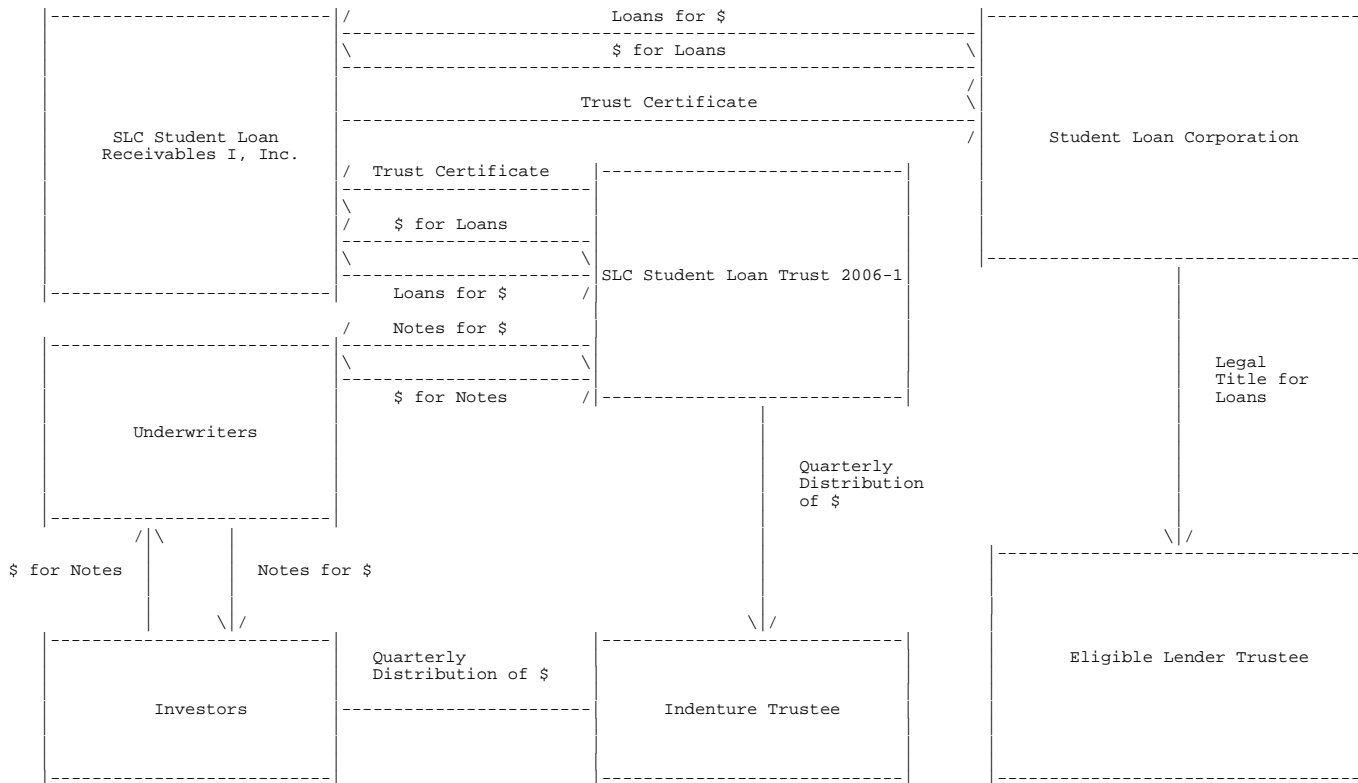 Loans for $
$ for Loans
Trust Certificate
SLC Student Loan
Receivables I, Inc.
Student Loan Corporation
Trust Certificate
$ for Loans
SLC Student Loan Trust 2006-1
Loans for $
Notes for $
$ for Notes
Legal
Title for
Loans
Underwriters
Quarterly
Distribution
of $
$ for Notes
Notes for $
Quarterly
Distribution of $
Eligible Lender Trustee
Investors
Indenture Trustee